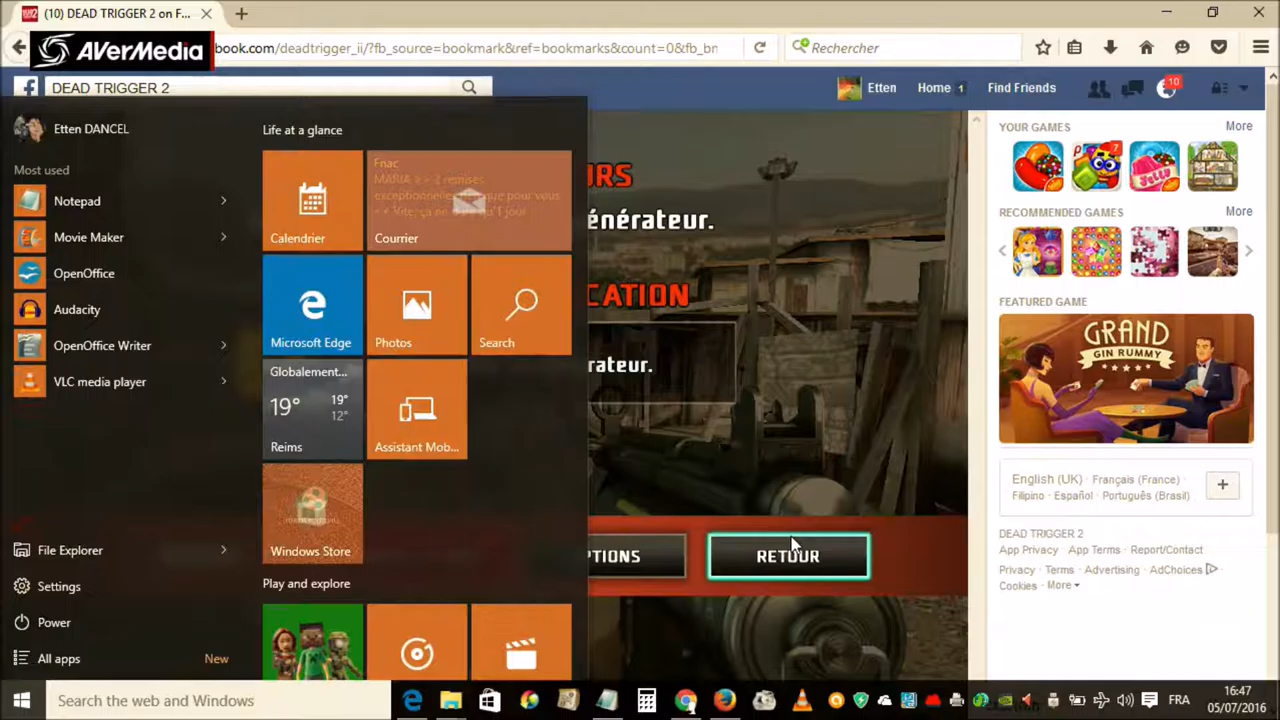 (10) DEAD TRIGGER 2 on F...
AVerMedia
book.com/deadtrigger_ii/?fb_source=bookmark&ref=bookmarks&count=0&fb_br
Rechercher
DEAD TRIGGER 2
Etten
Home 1
Find Friends
10
Etten DANCEL
Most used
Notepad
Movie Maker
OpenOffice
Audacity
OpenOffice Writer
VLC media player
File Explorer
Settings
Power
All apps
New
Life at a glance
Calendrier
Fnac
Courrier
Microsoft Edge
Photos
Search
Globalement...
19°
19°
12°
Reims
Assistant Mob...
Windows Store
Play and explore
RS
énérateur.
CATION
rateur.
PTIONS
RETOUR
YOUR GAMES
More
7
RECOMMENDED GAMES
More
FEATURED GAME
GRAND
GIN RUMMY
English (UK) · Français (France) ·
Filipino · Español · Português (Brasil)
DEAD TRIGGER 2
App Privacy · App Terms · Report/Contact
Privacy · Terms · Advertising · AdChoices
Cookies · More
Search the web and Windows
FRA
16:47
05/07/2016